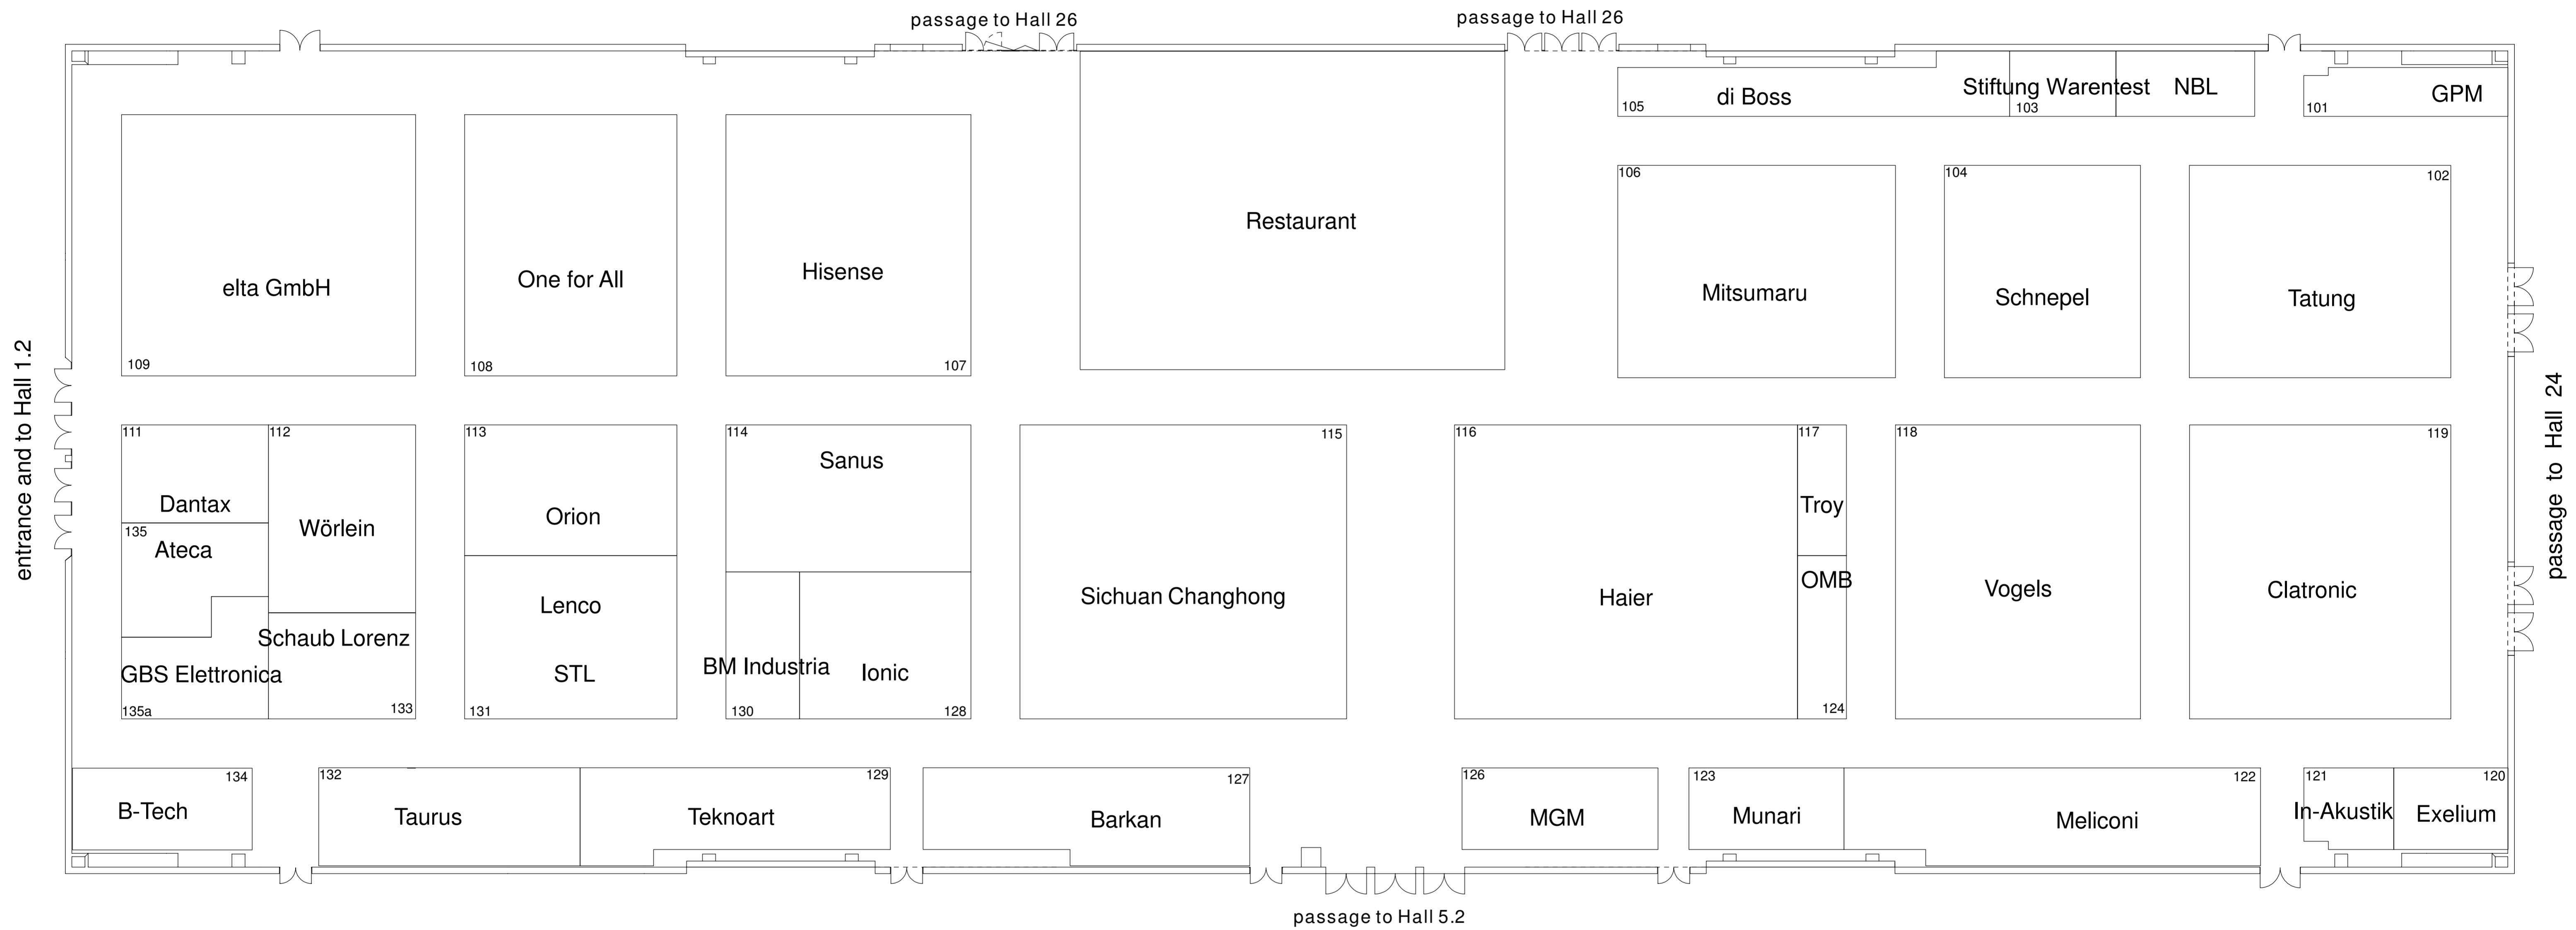 passage to Hall 26
passage to Hall 26
Stiftung Warentest
NBL
GPM
di Boss
105
103
101
106
104
102
Restaurant
Hisense
One for All
elta GmbH
Mitsumaru
Schnepel
Tatung
109
108
107
entrance and to Hall 1.2
passage to Hall 24
111
112
113
114
115
116
117
118
119
Sanus
Dantax
Troy
Orion
Wörlein
135
Ateca
OMB
Vogels
Clatronic
Sichuan Changhong
Haier
Lenco
Schaub Lorenz
BM Industria
Ionic
STL
GBS Elettronica
135a
133
131
130
128
124
134
132
129
127
126
123
122
121
120
B-Tech
Taurus
Teknoart
Barkan
MGM
Munari
Meliconi
In-Akustik
Exelium
passage to Hall 5.2